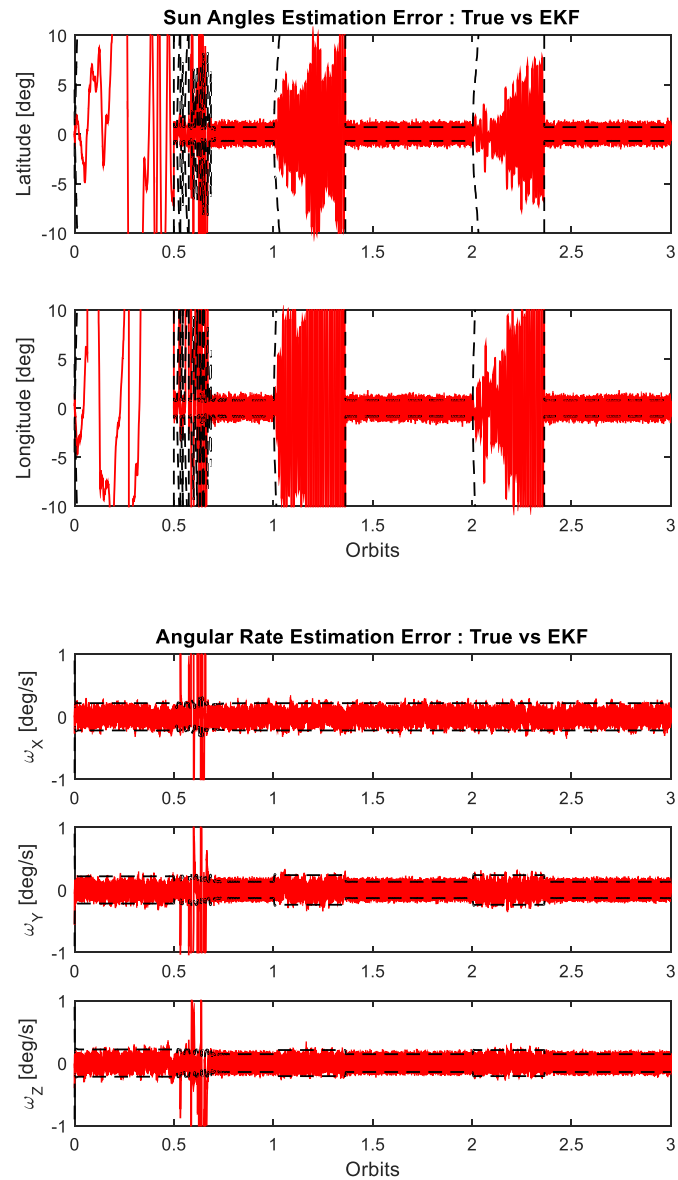 Sun Angles Estimation Error : True vs EKF
Latitude [deg]
10
5
0
-5
-10
0 0.5 1 1.5 2 2.5 3
Longitude [deg]
10
5
0
-5
-10
0 0.5 1 1.5 2 2.5 3
Orbits
Angular Rate Estimation Error : True vs EKF
ωX [deg/s]
1
0
-1
0 0.5 1 1.5 2 2.5 3
ωY [deg/s]
1
0
-1
0 0.5 1 1.5 2 2.5 3
ωZ [deg/s]
1
0
-1
0 0.5 1 1.5 2 2.5 3
Orbits